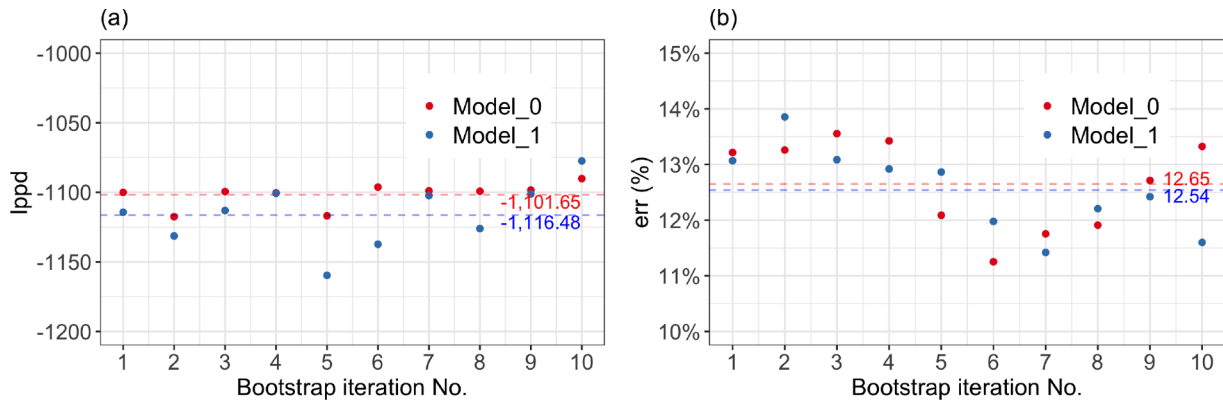 (a)
-1000
-1050
-1100
-1150
-1200
lppd
Model_0
Model_1
-1,101.65
-1,116.48
1 2 3 4 5 6 7 8 9 10
Bootstrap iteration No.
(b)
15%
14%
13%
12%
11%
10%
err (%)
Model_0
Model_1
12.65
12.54
1 2 3 4 5 6 7 8 9 10
Bootstrap iteration No.